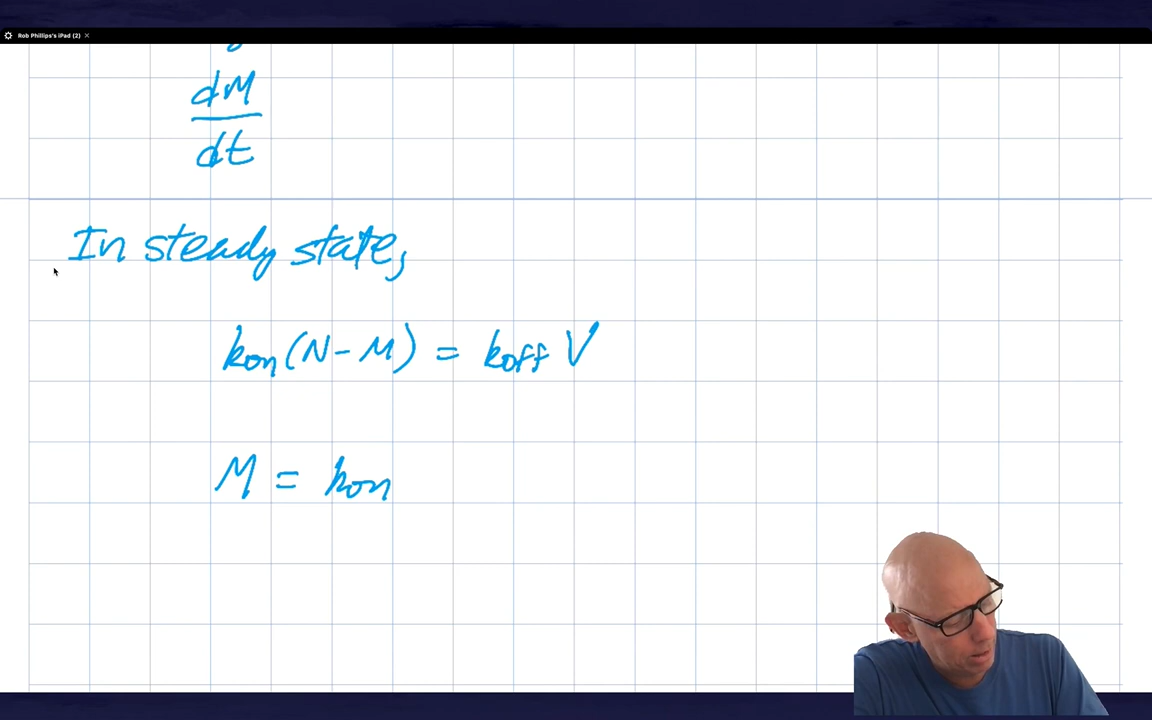 Rob Phillips's iPad (2)
dM
dt
In steady state,
kon(N-M) = koff V
M = kon